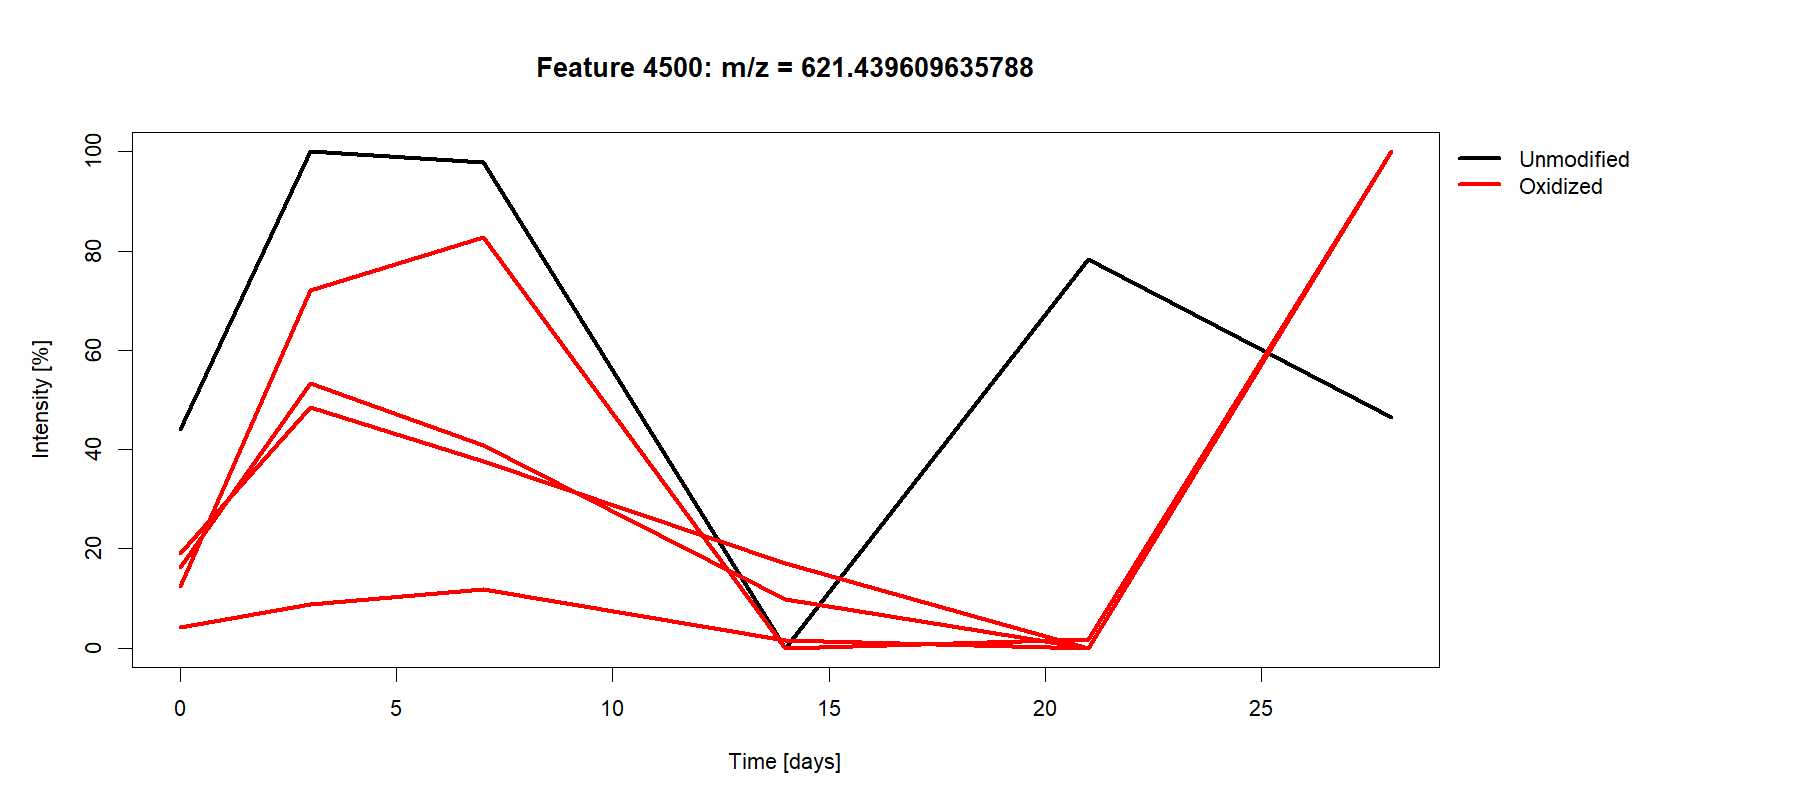 Feature 4500: m/z = 621.439609635788
Unmodified
Oxidized
Intensity [%]
100
80
60
40
20
0
0 5 10 15 20 25
Time [days]